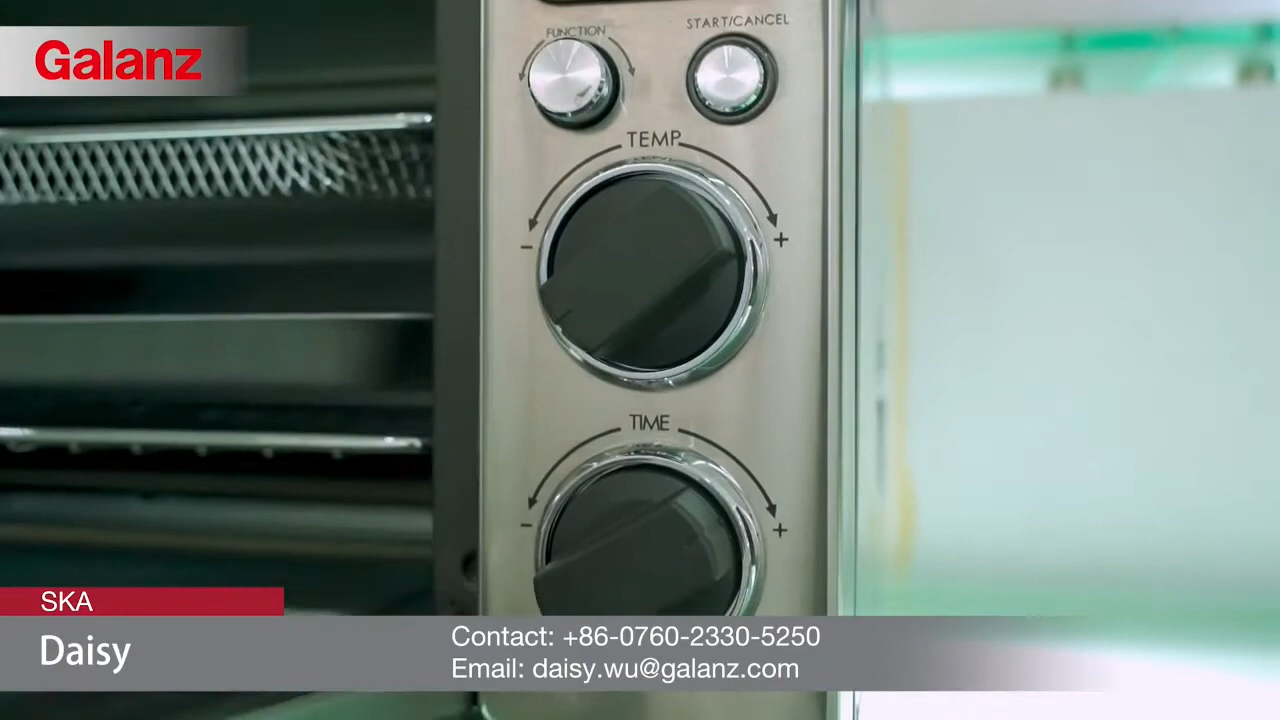 Galanz
FUNCTION
START/CANCEL
TEMP
- +
TIME
- +
SKA
Daisy
Contact: +86-0760-2330-5250
Email: daisy.wu@galanz.com